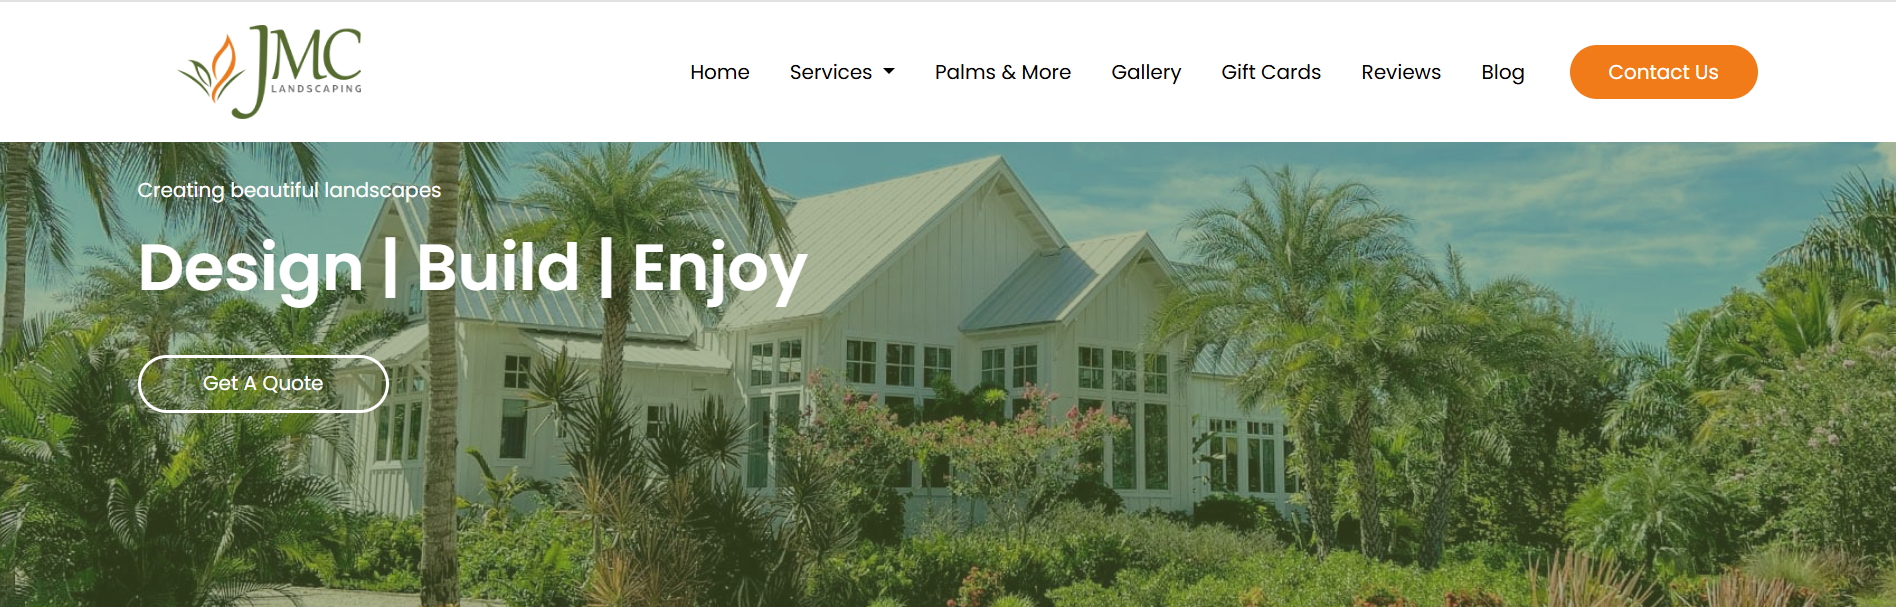 JMC
LANDSCAPING
Home Services Palms & More Gallery Gift Cards Reviews Blog Contact Us
Creating beautiful landscapes
Design | Build | Enjoy
Get A Quote